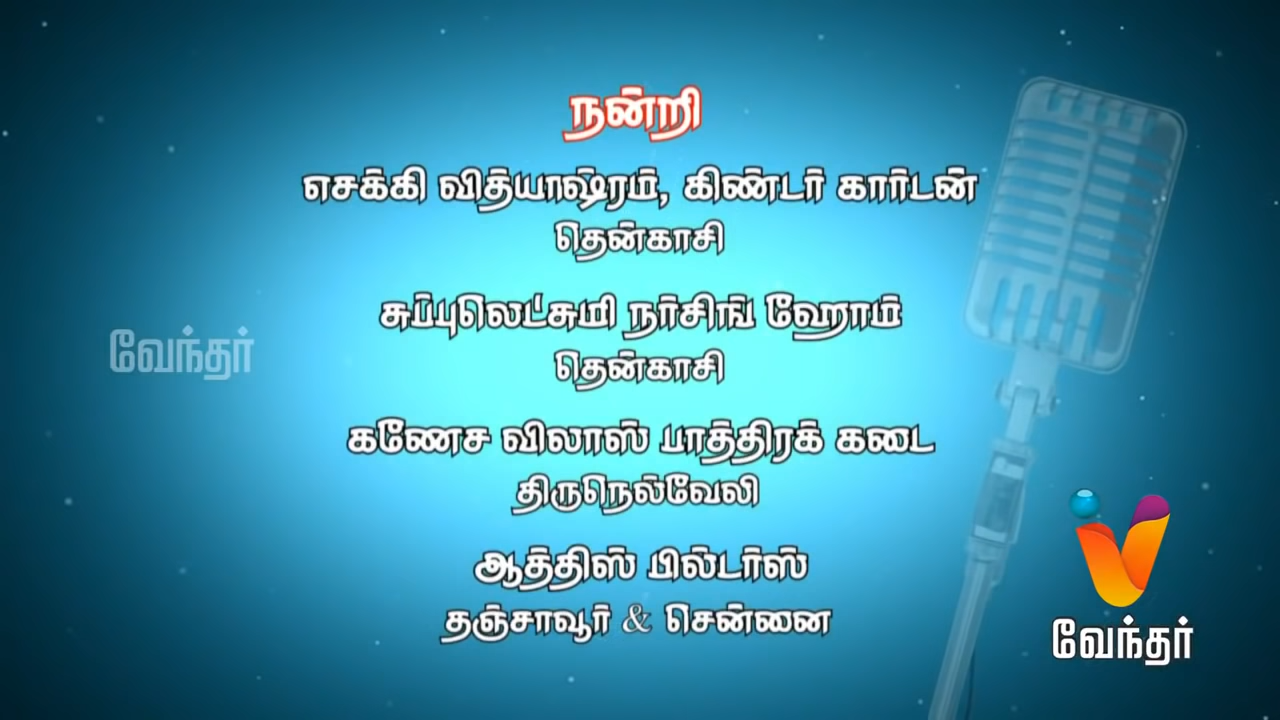 நன்றி
எசக்கி வித்யாஷ்ரம், கிண்டர் கார்டன்
தென்காசி
சுப்புலெட்சுமி நர்சிங் ஹோம்
தென்காசி
வேந்தர்
கணேச விலாஸ் பாத்திரக் கடை
திருநெல்வேலி
ஆத்திஸ் பில்டர்ஸ்
தஞ்சாவூர் & சென்னை
வேந்தர்